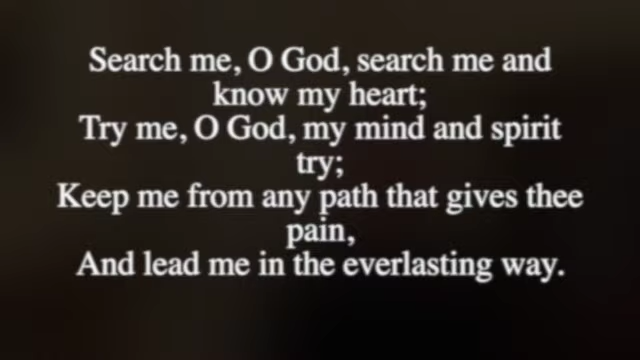 Search me, O God, search me and
know my heart;
Try me, O God, my mind and spirit
try;
Keep me from any path that gives thee
pain,
And lead me in the everlasting way.